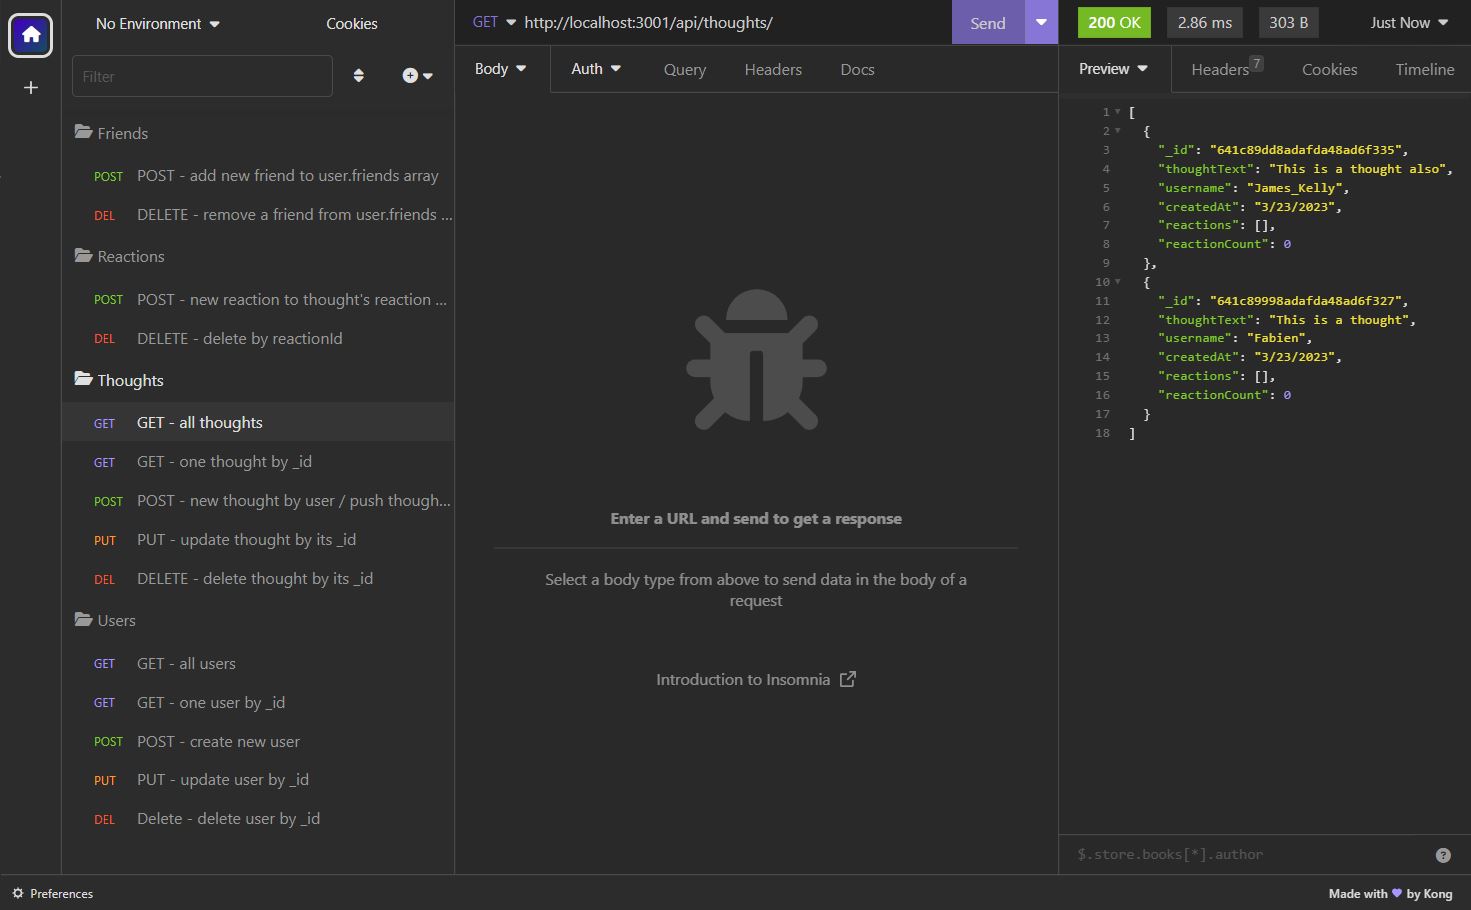 No Environment
Cookies
Filter
Friends
POST POST - add new friend to user.friends array
DEL DELETE - remove a friend from user.friends ...
Reactions
POST POST - new reaction to thought's reaction ...
DEL DELETE - delete by reactionId
Thoughts
GET GET - all thoughts
GET GET - one thought by _id
POST POST - new thought by user / push though...
PUT PUT - update thought by its _id
DEL DELETE - delete thought by its _id
Users
GET GET - all users
GET GET - one user by _id
POST POST - create new user
PUT PUT - update user by _id
DEL Delete - delete user by _id
Preferences
GET http://localhost:3001/api/thoughts/ Send
Body Auth Query Headers Docs
Enter a URL and send to get a response
Select a body type from above to send data in the body of a
request
Introduction to Insomnia
200 OK 2.86 ms 303 B Just Now
Preview Headers 7 Cookies Timeline
1 [
2 {
3 "_id": "641c89dd8adafda48ad6f335",
4 "thoughtText": "This is a thought also",
5 "username": "James_Kelly",
6 "createdAt": "3/23/2023",
7 "reactions": [],
8 "reactionCount": 0
9 },
10 {
11 "_id": "641c89998adafda48ad6f327",
12 "thoughtText": "This is a thought",
13 "username": "Fabien",
14 "createdAt": "3/23/2023",
15 "reactions": [],
16 "reactionCount": 0
17 }
18 ]
$.store.books[*].author
?
Made with 💜 by Kong